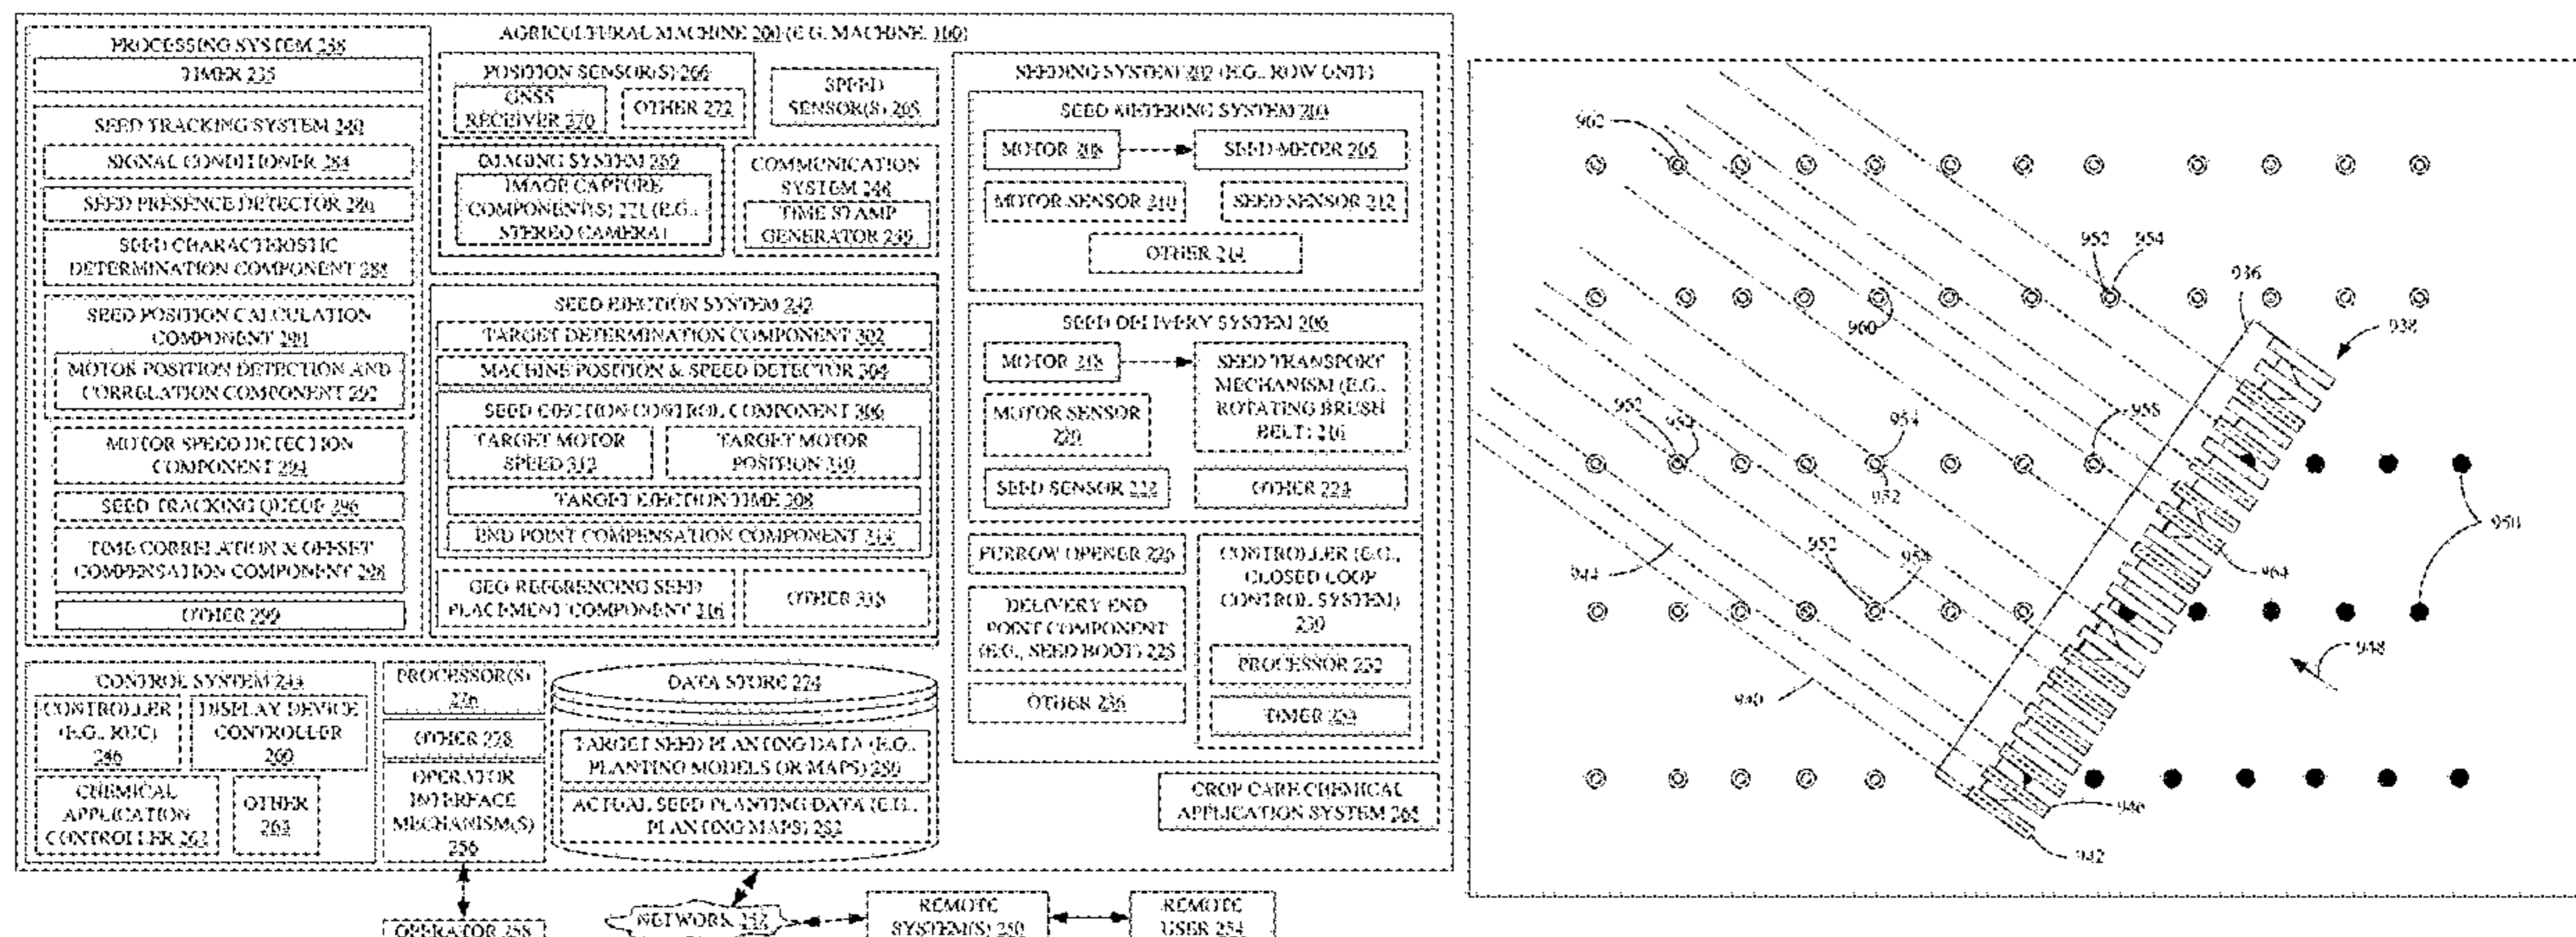 AGRICULTURAL MACHINE 200 (E.G. MACHINE 100)
PROCESSING SYSTEM 238
TIMER 235
SEED TRACKING SYSTEM 240
SIGNAL CONDITIONER 284
SEED PRESENCE DETECTOR 286
SEED CHARACTERISTIC
DETERMINATION COMPONENT 288
SEED POSITION CALCULATION
COMPONENT
MOTOR POSITION DETECTION AND
CORRELATION COMPONENT 292
MOTOR SPEED DETECTION
COMPONENT 294
SEED TRACKING QUEUE 296
TIME CORRELATION & OFFSET
COMPENSATION COMPONENT 298
OTHER 299
POSITION SENSOR(S) 266
GNSS
RECEIVER 270
OTHER 272
SPEED
SENSOR(S) 268
IMAGING SYSTEM
IMAGE CAPTURE
COMPONENT(S) 271 (E.G.,
STEREO CAMERA)
COMMUNICATION
SYSTEM 248
TIME STAMP
GENERATOR 249
SEED EJECTION SYSTEM 242
TARGET DETERMINATION COMPONENT 302
MACHINE POSITION & SPEED DETECTOR 304
SEED EJECTION CONTROL COMPONENT 306
TARGET MOTOR
SPEED 312
TARGET MOTOR
POSITION 310
TARGET EJECTION TIME
END POINT COMPENSATION COMPONENT 314
GEO-REFERENCING SEED
PLACEMENT COMPONENT 316
OTHER 318
SEEDING SYSTEM 202 (E.G., ROW UNIT)
SEED METERING SYSTEM
MOTOR 208
SEED METER
MOTOR SENSOR 210
SEED SENSOR 212
OTHER 214
SEED DELIVERY SYSTEM 206
MOTOR 218
SEED TRANSPORT
MECHANISM (E.G.,
ROTATING BRUSH
BELT) 216
MOTOR SENSOR
220
SEED SENSOR 222
OTHER 224
FURROW OPENER 226
CONTROLLER (E.G.,
CLOSED LOOP
CONTROL SYSTEM)
230
DELIVERY END
POINT COMPONENT
(E.G., SEED BOOT) 228
PROCESSOR 232
OTHER 236
TIMER
CONTROL SYSTEM 244
CONTROLLER
(E.G., RUC)
246
DISPLAY DEVICE
CONTROLLER
260
CHEMICAL
APPLICATION
CONTROLLER 262
OTHER
263
PROCESSOR(S)
276
OTHER 278
OPERATOR
INTERFACE
MECHANISM(S)
256
DATA STORE 274
TARGET SEED PLANTING DATA (E.G.,
PLANTING MODELS OR MAPS) 280
ACTUAL SEED PLANTING DATA (E.G.,
PLANTING MAPS) 282
CROP CARE CHEMICAL
APPLICATION SYSTEM 265
OPERATOR 258
NETWORK 252
REMOTE
SYSTEM(S) 250
REMOTE
USER 254
962
952
954
936
938
960
952
954
958
952
950
952
944
964
948
940
946
942